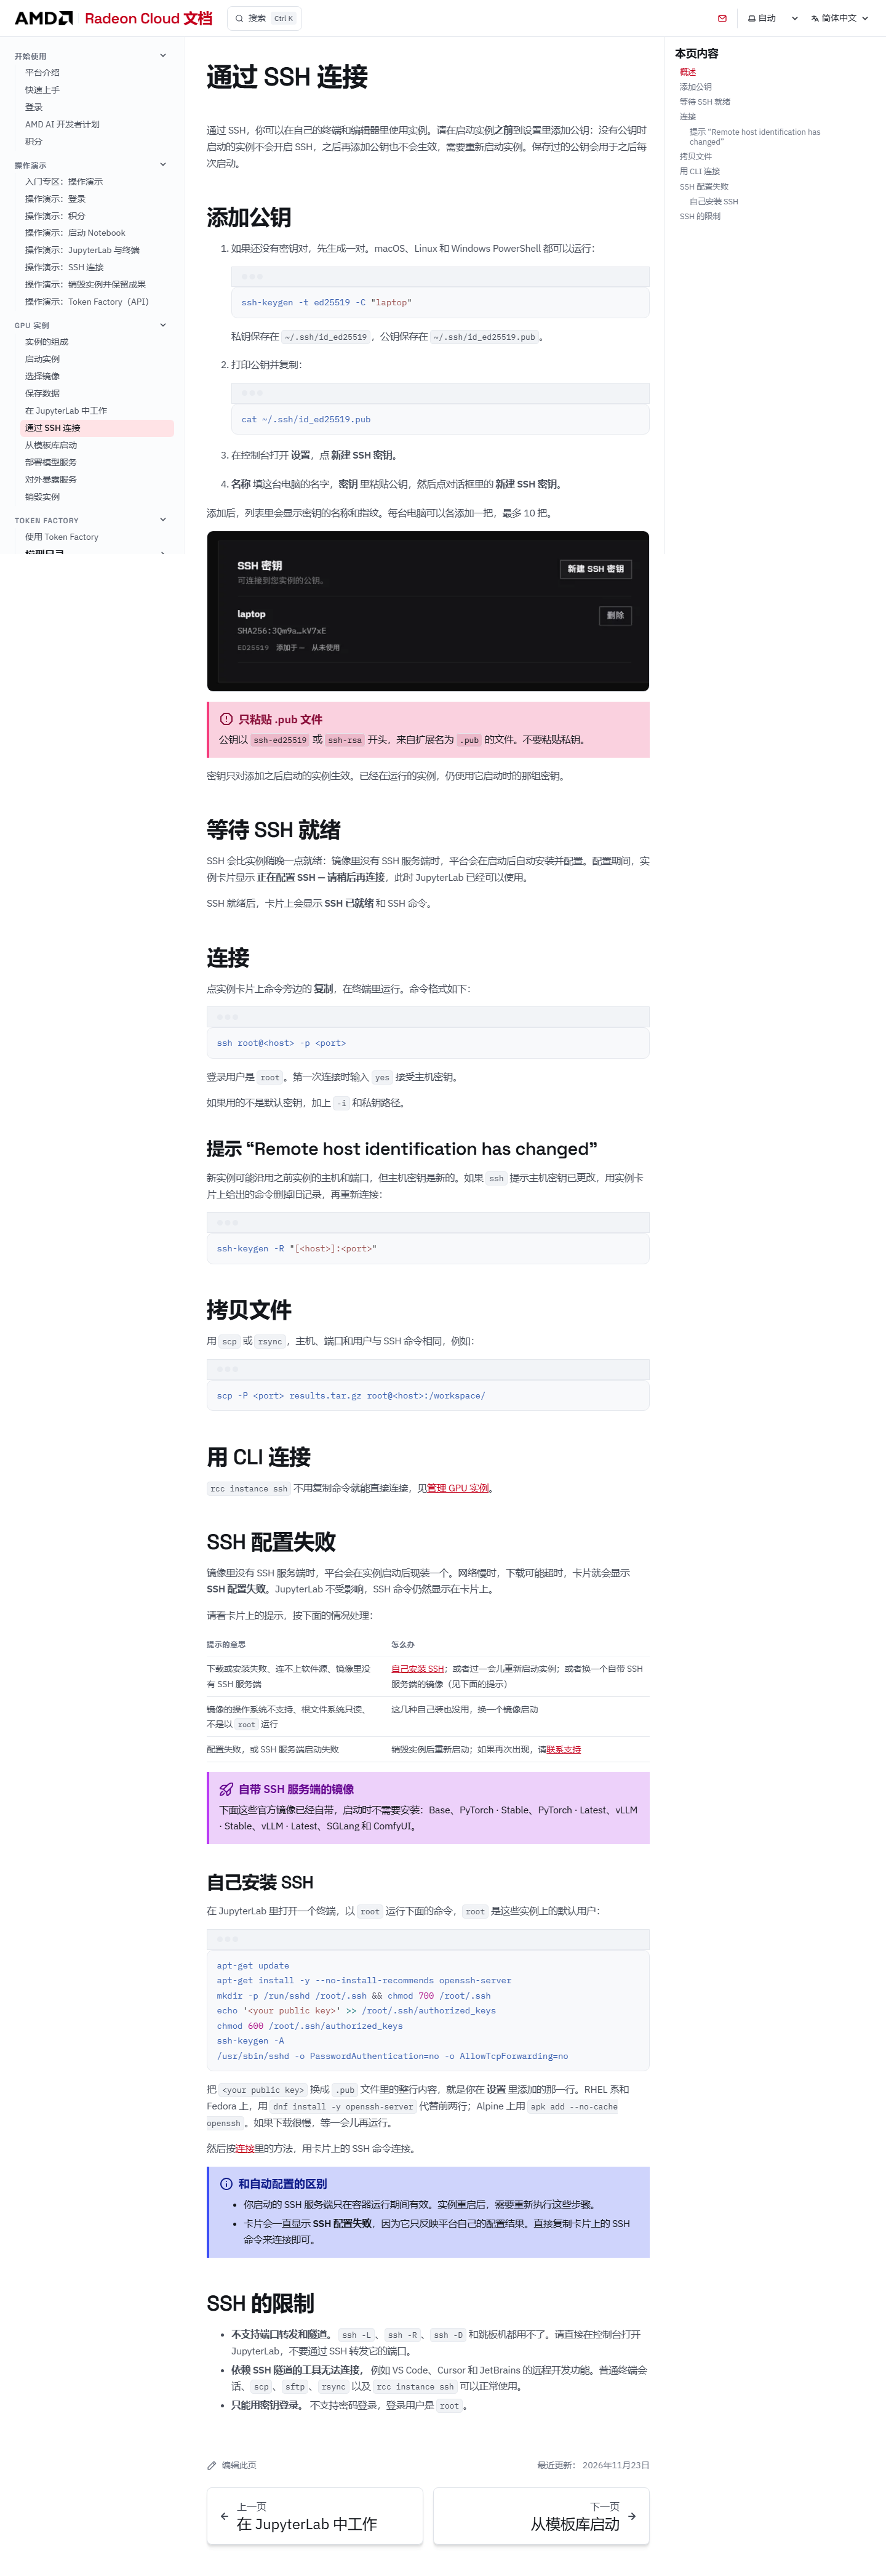 AMD Radeon Cloud 文档
搜索 Ctrl K
自动
简体中文
开始使用
平台介绍
快速上手
登录
AMD AI 开发者计划
积分
操作演示
入门专区：操作演示
操作演示：登录
操作演示：积分
操作演示：启动 Notebook
操作演示：JupyterLab 与终端
操作演示：SSH 连接
操作演示：销毁实例并保留成果
操作演示：Token Factory（API）
GPU 实例
实例的组成
启动实例
选择镜像
保存数据
在 JupyterLab 中工作
通过 SSH 连接
从模板库启动
部署模型服务
对外暴露服务
销毁实例
TOKEN FACTORY
使用 Token Factory
通过 SSH 连接
通过 SSH，你可以在自己的终端和编辑器里使用实例。请在启动实例之前到设置里添加公钥：没有公钥时
启动的实例不会开启 SSH，之后再添加公钥也不会生效，需要重新启动实例。保存过的公钥会用于之后每
次启动。
添加公钥
1. 如果还没有密钥对，先生成一对。macOS、Linux 和 Windows PowerShell 都可以运行：
ssh-keygen -t ed25519 -C "laptop"
私钥保存在 ~/.ssh/id_ed25519，公钥保存在 ~/.ssh/id_ed25519.pub。
2. 打印公钥并复制：
cat ~/.ssh/id_ed25519.pub
3. 在控制台打开 设置，点 新建 SSH 密钥。
4. 名称 填这台电脑的名字，密钥 里粘贴公钥，然后点对话框里的 新建 SSH 密钥。
添加后，列表里会显示密钥的名称和指纹。每台电脑可以各添加一把，最多 10 把。
SSH 密钥
可连接到您实例的公钥。
新建 SSH 密钥
laptop
SHA256:3Qm9a…kV7xE
ED25519 添加于 — 从未使用
删除
只粘贴 .pub 文件
公钥以 ssh-ed25519 或 ssh-rsa 开头，来自扩展名为 .pub 的文件。不要粘贴私钥。
密钥只对添加之后启动的实例生效。已经在运行的实例，仍使用它启动时的那组密钥。
等待 SSH 就绪
SSH 会比实例稍晚一点就绪：镜像里没有 SSH 服务端时，平台会在启动后自动安装并配置。配置期间，实
例卡片显示 正在配置 SSH — 请稍后再连接，此时 JupyterLab 已经可以使用。
SSH 就绪后，卡片上会显示 SSH 已就绪 和 SSH 命令。
连接
点实例卡片上命令旁边的 复制，在终端里运行。命令格式如下：
ssh root@<host> -p <port>
登录用户是 root。第一次连接时输入 yes 接受主机密钥。
如果用的不是默认密钥，加上 -i 和私钥路径。
提示 “Remote host identification has changed”
新实例可能沿用之前实例的主机和端口，但主机密钥是新的。如果 ssh 提示主机密钥已更改，用实例卡
片上给出的命令删掉旧记录，再重新连接：
ssh-keygen -R "[<host>]:<port>"
拷贝文件
用 scp 或 rsync，主机、端口和用户与 SSH 命令相同，例如：
scp -P <port> results.tar.gz root@<host>:/workspace/
用 CLI 连接
rcc instance ssh 不用复制命令就能直接连接，见管理 GPU 实例。
SSH 配置失败
镜像里没有 SSH 服务端时，平台会在实例启动后现装一个。网络慢时，下载可能超时，卡片就会显示
SSH 配置失败。JupyterLab 不受影响，SSH 命令仍然显示在卡片上。
请看卡片上的提示，按下面的情况处理：
提示的意思 怎么办
下载或安装失败、连不上软件源、镜像里没
有 SSH 服务端
自己安装 SSH；或者过一会儿重新启动实例；或者换一个自带 SSH
服务端的镜像（见下面的提示）
镜像的操作系统不支持、根文件系统只读、
不是以 root 运行
这几种自己装也没用，换一个镜像启动
配置失败，或 SSH 服务端启动失败
销毁实例后重新启动；如果再次出现，请联系支持
自带 SSH 服务端的镜像
下面这些官方镜像已经自带，启动时不需要安装：Base、PyTorch · Stable、PyTorch · Latest、vLLM
· Stable、vLLM · Latest、SGLang 和 ComfyUI。
自己安装 SSH
在 JupyterLab 里打开一个终端，以 root 运行下面的命令，root 是这些实例上的默认用户：
apt-get update
apt-get install -y --no-install-recommends openssh-server
mkdir -p /run/sshd /root/.ssh && chmod 700 /root/.ssh
echo '<your public key>' >> /root/.ssh/authorized_keys
chmod 600 /root/.ssh/authorized_keys
ssh-keygen -A
/usr/sbin/sshd -o PasswordAuthentication=no -o AllowTcpForwarding=no
把 <your public key> 换成 .pub 文件里的整行内容，就是你在 设置 里添加的那一行。RHEL 系和
Fedora 上，用 dnf install -y openssh-server 代替前两行；Alpine 上用 apk add --no-cache
openssh。如果下载很慢，等一会儿再运行。
然后按连接里的方法，用卡片上的 SSH 命令连接。
和自动配置的区别
• 你启动的 SSH 服务端只在容器运行期间有效。实例重启后，需要重新执行这些步骤。
• 卡片会一直显示 SSH 配置失败，因为它只反映平台自己的配置结果。直接复制卡片上的 SSH
命令来连接即可。
SSH 的限制
• 不支持端口转发和隧道。 ssh -L、ssh -R、ssh -D 和跳板机都用不了。请直接在控制台打开
JupyterLab，不要通过 SSH 转发它的端口。
• 依赖 SSH 隧道的工具无法连接， 例如 VS Code、Cursor 和 JetBrains 的远程开发功能。普通终端会
话、scp、sftp、rsync 以及 rcc instance ssh 可以正常使用。
• 只能用密钥登录。 不支持密码登录，登录用户是 root。
编辑此页
最近更新： 2026年11月23日
上一页
在 JupyterLab 中工作
下一页
从模板库启动
本页内容
概述
添加公钥
等待 SSH 就绪
连接
提示 “Remote host identification has
changed”
拷贝文件
用 CLI 连接
SSH 配置失败
自己安装 SSH
SSH 的限制